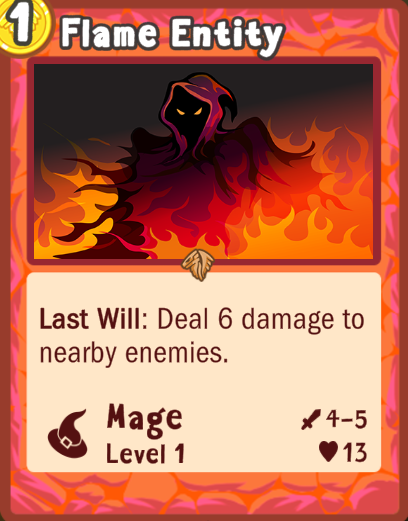 1 Flame Entity
Last Will: Deal 6 damage to
nearby enemies.
Mage 4–5
Level 1 13